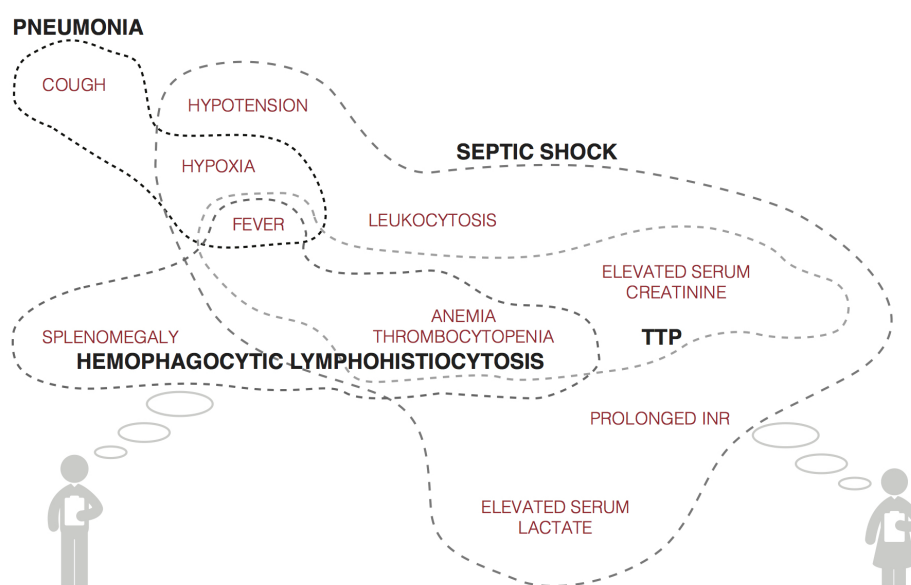 PNEUMONIA
COUGH
HYPOTENSION
SEPTIC SHOCK
HYPOXIA
FEVER
LEUKOCYTOSIS
ELEVATED SERUM
CREATININE
ANEMIA
THROMBOCYTOPENIA
SPLENOMEGALY
TTP
HEMOPHAGOCYTIC LYMPHOHISTIOCYTOSIS
PROLONGED INR
ELEVATED SERUM
LACTATE